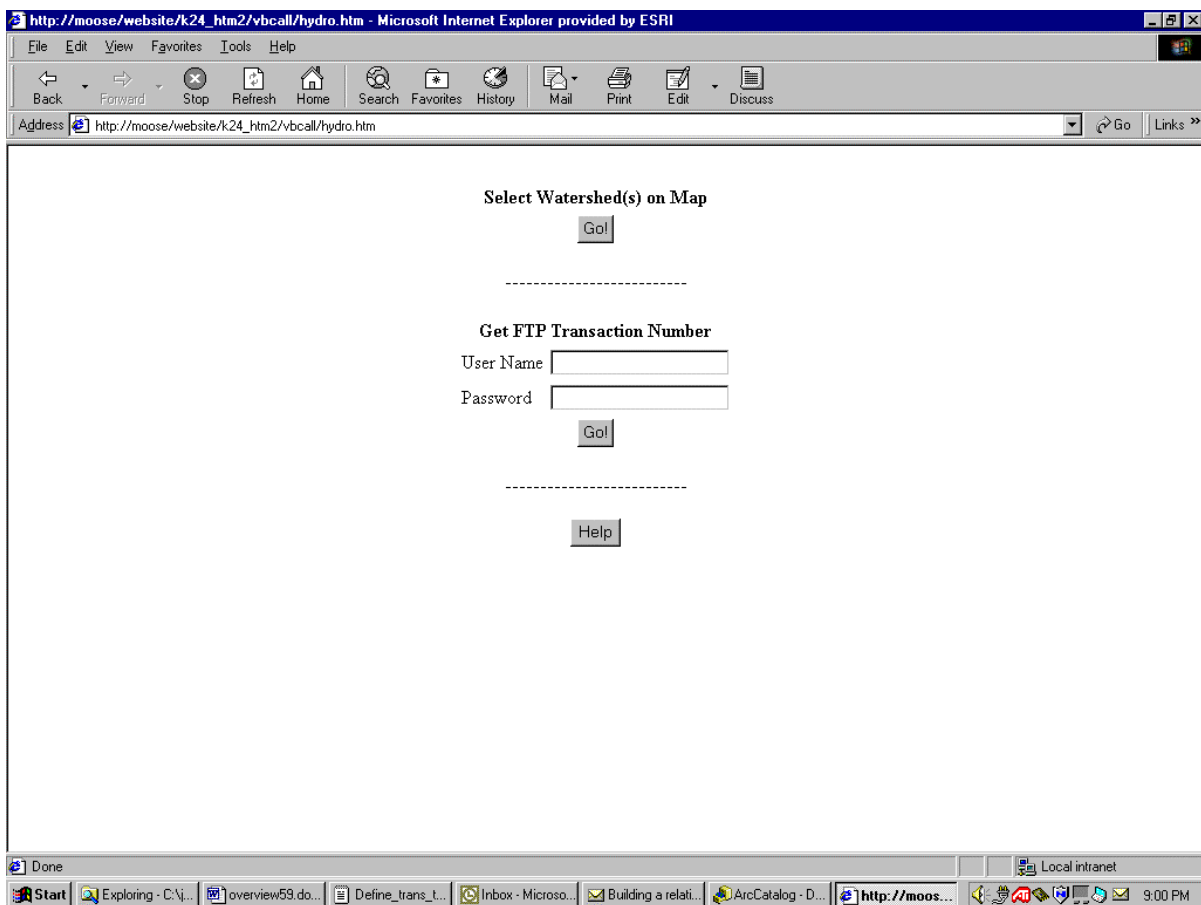 http://moose/website/k24_htm2/vbcall/hydro.htm - Microsoft Internet Explorer provided by ESRI
File Edit View Favorites Tools Help
Back Forward Stop Refresh Home Search Favorites History Mail Print Edit Discuss
Address http://moose/website/k24_htm2/vbcall/hydro.htm Go Links »
Select Watershed(s) on Map
Go!
--------------------------
Get FTP Transaction Number
User Name
Password
Go!
--------------------------
Help
Done Local intranet
Start Exploring - C:\j... overview59.do... Define_trans_t... Inbox - Microso... Building a relati... ArcCatalog - D... http://moos... 9:00 PM